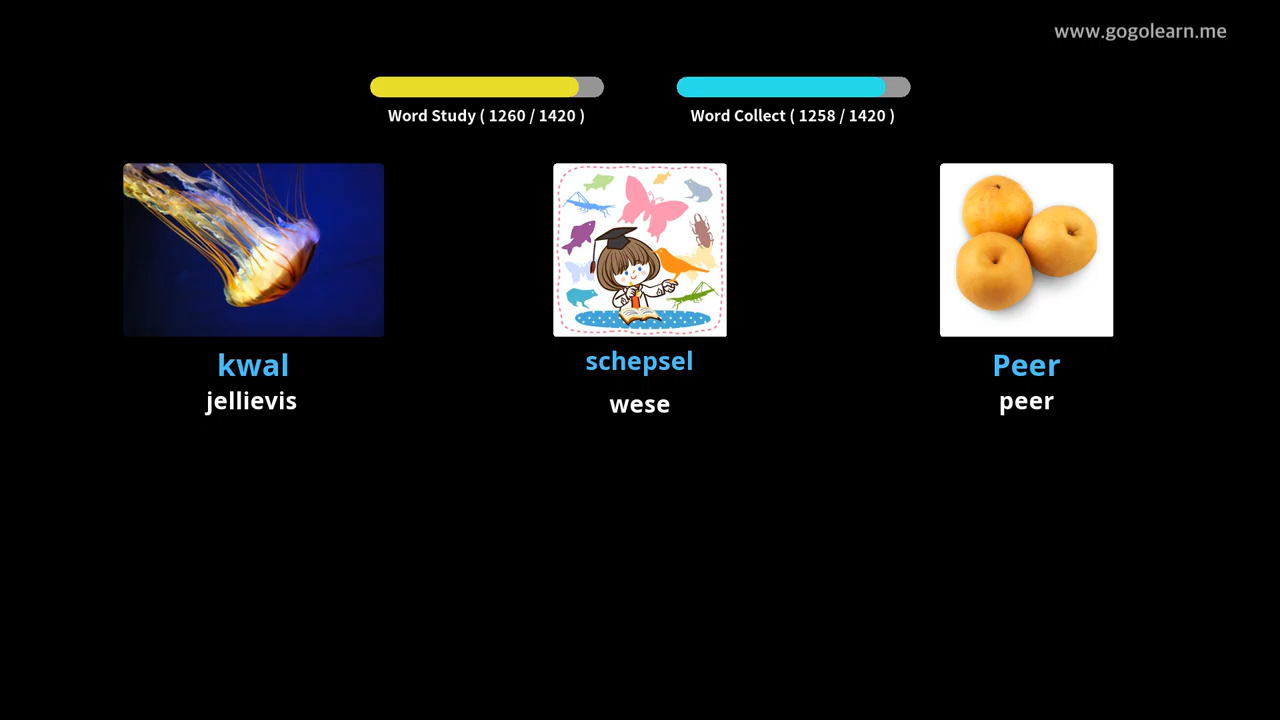 www.gogolearn.me
Word Study ( 1260 / 1420 )
Word Collect ( 1258 / 1420 )
kwal
jellievis
schepsel
wese
Peer
peer